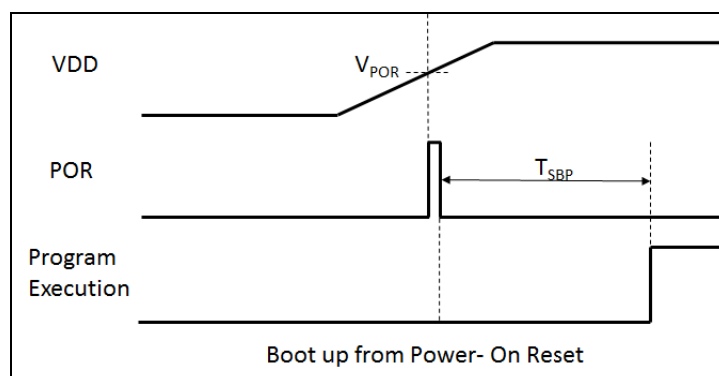 VDD
VPOR
POR
TSBP
Program
Execution
Boot up from Power- On Reset